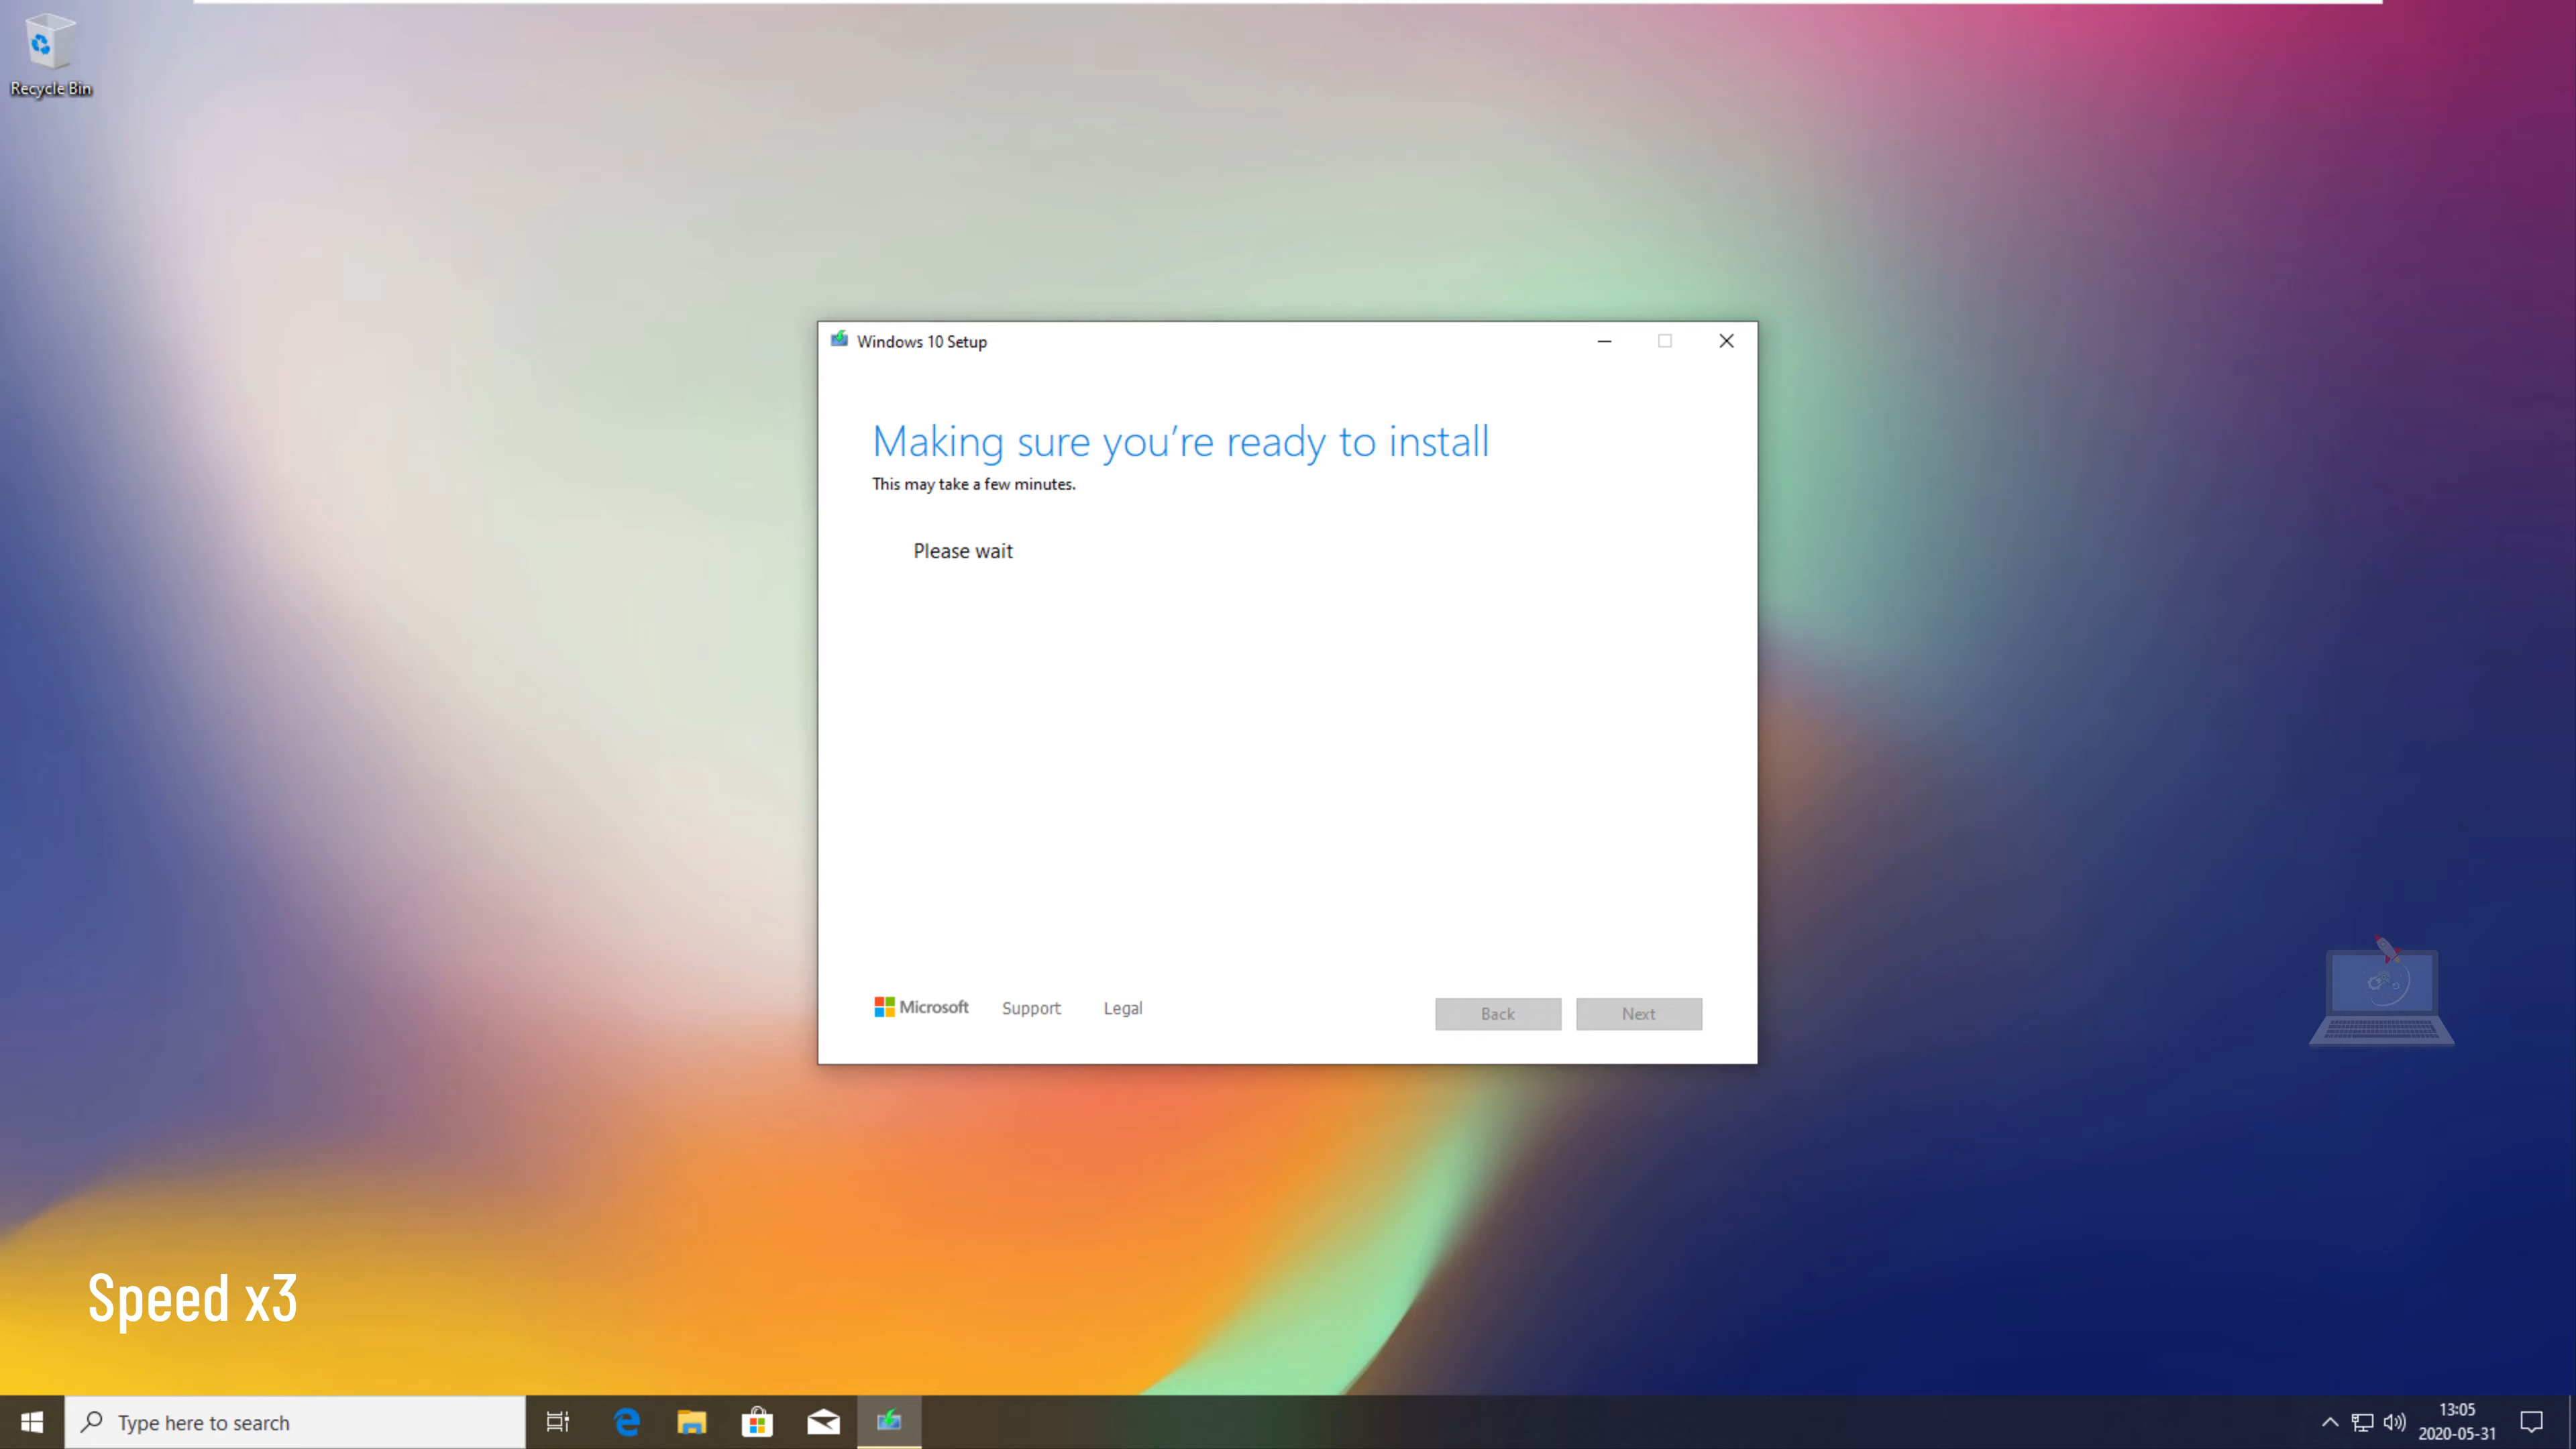 Recycle Bin
Windows 10 Setup
Making sure you're ready to install
This may take a few minutes.
Please wait
Microsoft
Support
Legal
Back
Next
Speed x3
Type here to search
13:05
2020-05-31